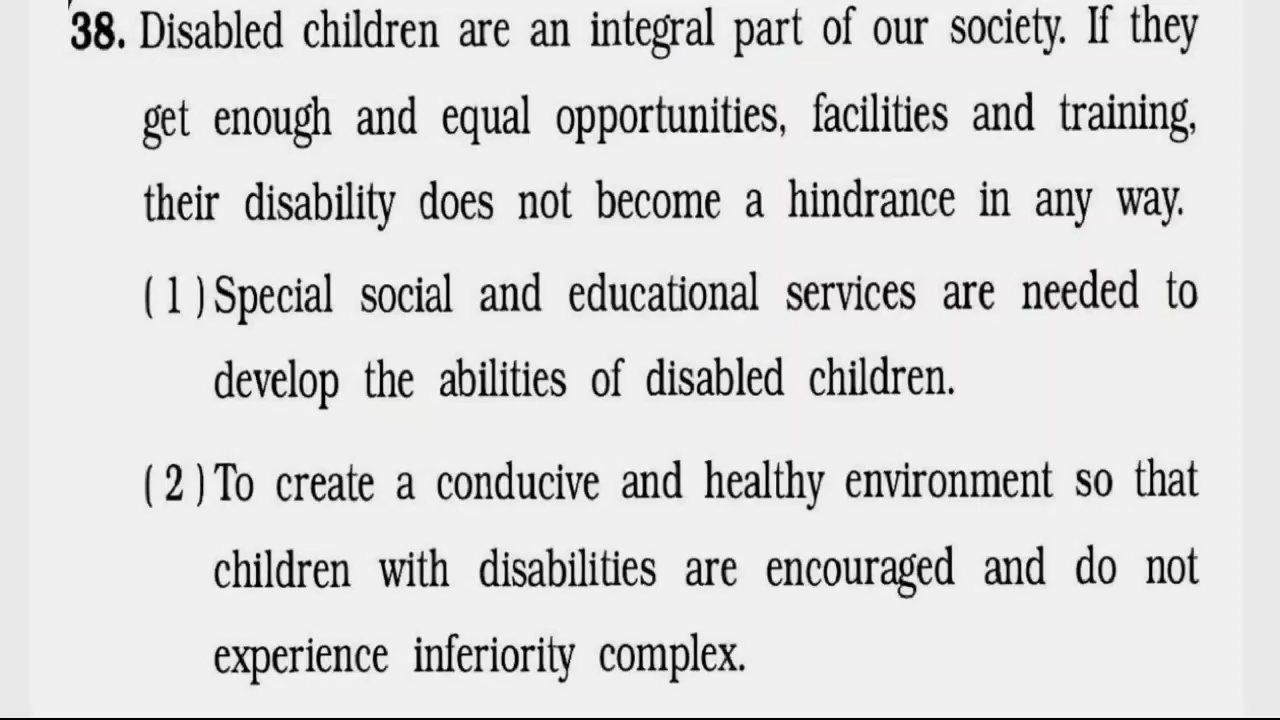 38. Disabled children are an integral part of our society. If they
get enough and equal opportunities, facilities and training,
their disability does not become a hindrance in any way.
( 1 ) Special social and educational services are needed to
develop the abilities of disabled children.
( 2 ) To create a conducive and healthy environment so that
children with disabilities are encouraged and do not
experience inferiority complex.